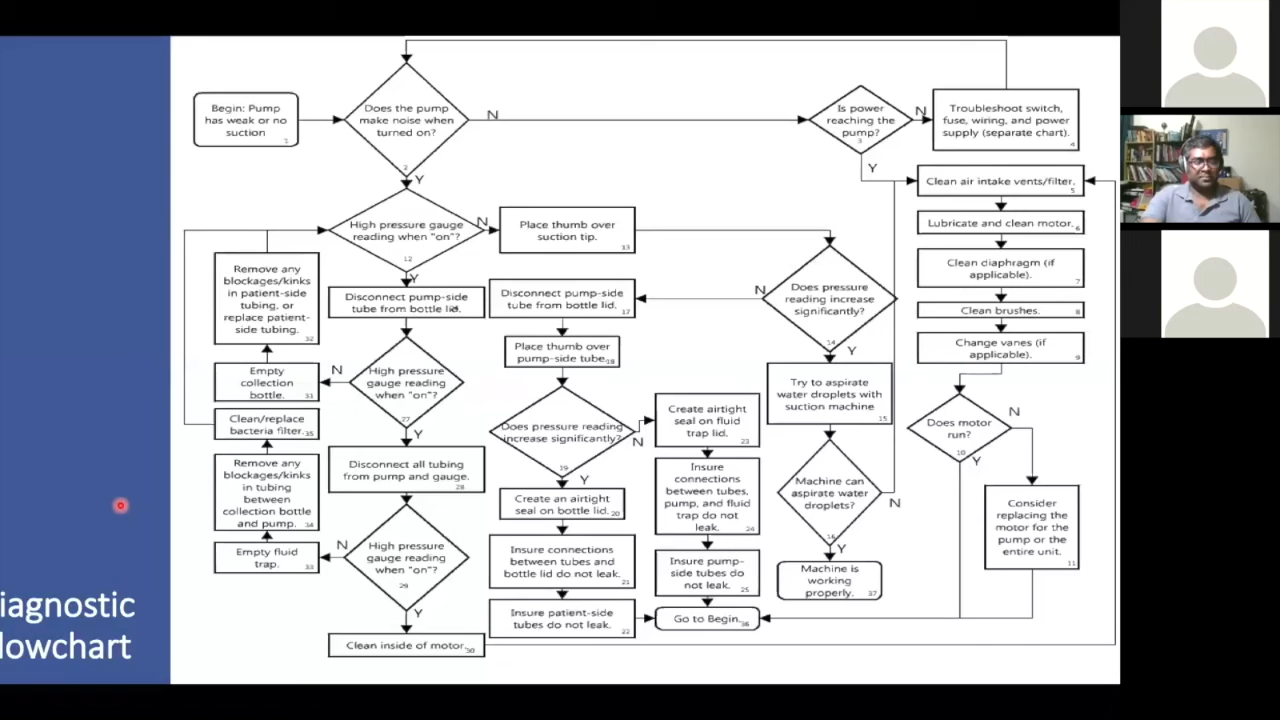 Begin: Pump
has weak or no
suction
1
Does the pump
make noise when
turned on?
2
N
Is power
reaching the
pump?
3
N
Troubleshoot switch,
fuse, wiring, and power
supply (separate chart).
4
Y
Y
Clean air intake vents/filter.
5
Lubricate and clean motor.
6
Clean diaphragm (if
applicable).
7
Clean brushes.
8
Change vanes (if
applicable).
9
Does motor
run?
10
N
Y
Consider
replacing the
motor for the
pump or the
entire unit.
11
High pressure gauge
reading when "on"?
12
N
Y
Place thumb over
suction tip.
13
Does pressure
reading increase
significantly?
14
N
Y
Try to aspirate
water droplets with
suction machine
15
Machine can
aspirate water
droplets?
16
N
Y
Machine is
working
properly.
37
Disconnect pump-side
tube from bottle lid.
17
Place thumb over
pump-side tube.
18
Does pressure reading
increase significantly?
19
N
Y
Create an airtight
seal on bottle lid.
20
Insure connections
between tubes and
bottle lid do not leak.
21
Insure patient-side
tubes do not leak.
22
Create airtight
seal on fluid
trap lid.
23
Insure
connections
between tubes,
pump, and fluid
trap do not
leak.
24
Insure pump-
side tubes do
not leak.
25
Go to Begin.
36
Disconnect pump-side
tube from bottle lid.
High pressure
gauge reading
when "on"?
27
N
Y
Disconnect all tubing
from pump and gauge.
28
High pressure
gauge reading
when "on"?
29
N
Y
Clean inside of motor.
30
Remove any
blockages/kinks
in patient-side
tubing, or
replace patient-
side tubing.
32
Empty
collection
bottle.
31
Clean/replace
bacteria filter.
35
Remove any
blockages/kinks
in tubing
between
collection bottle
and pump.
34
Empty fluid
trap.
33
iagnostic
lowchart